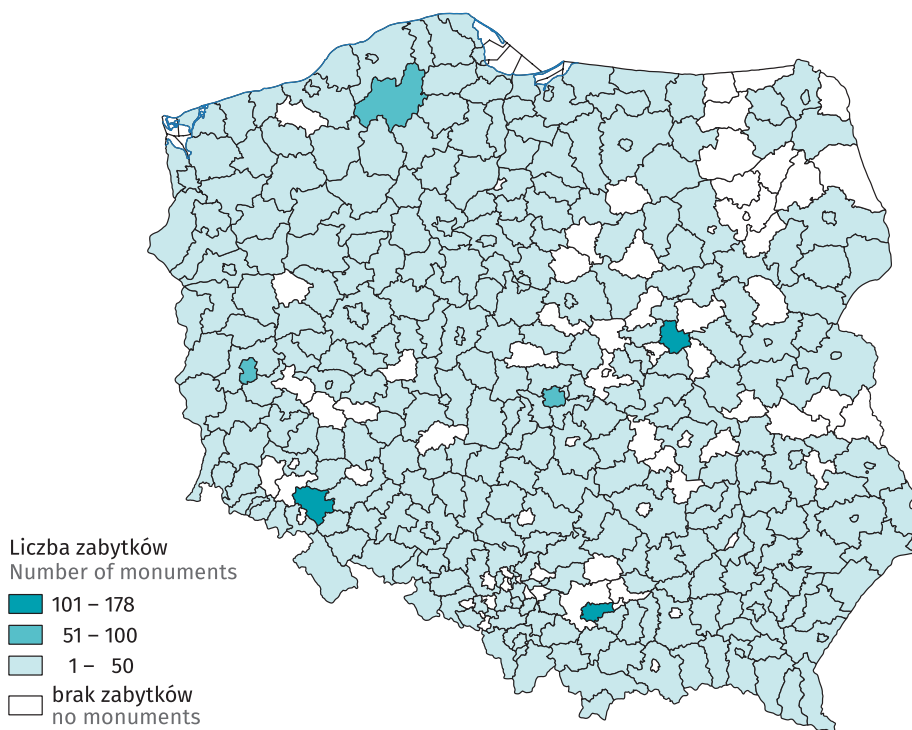 Liczba zabytków
Number of monuments
101 – 178
51 – 100
1 – 50
brak zabytków
no monuments